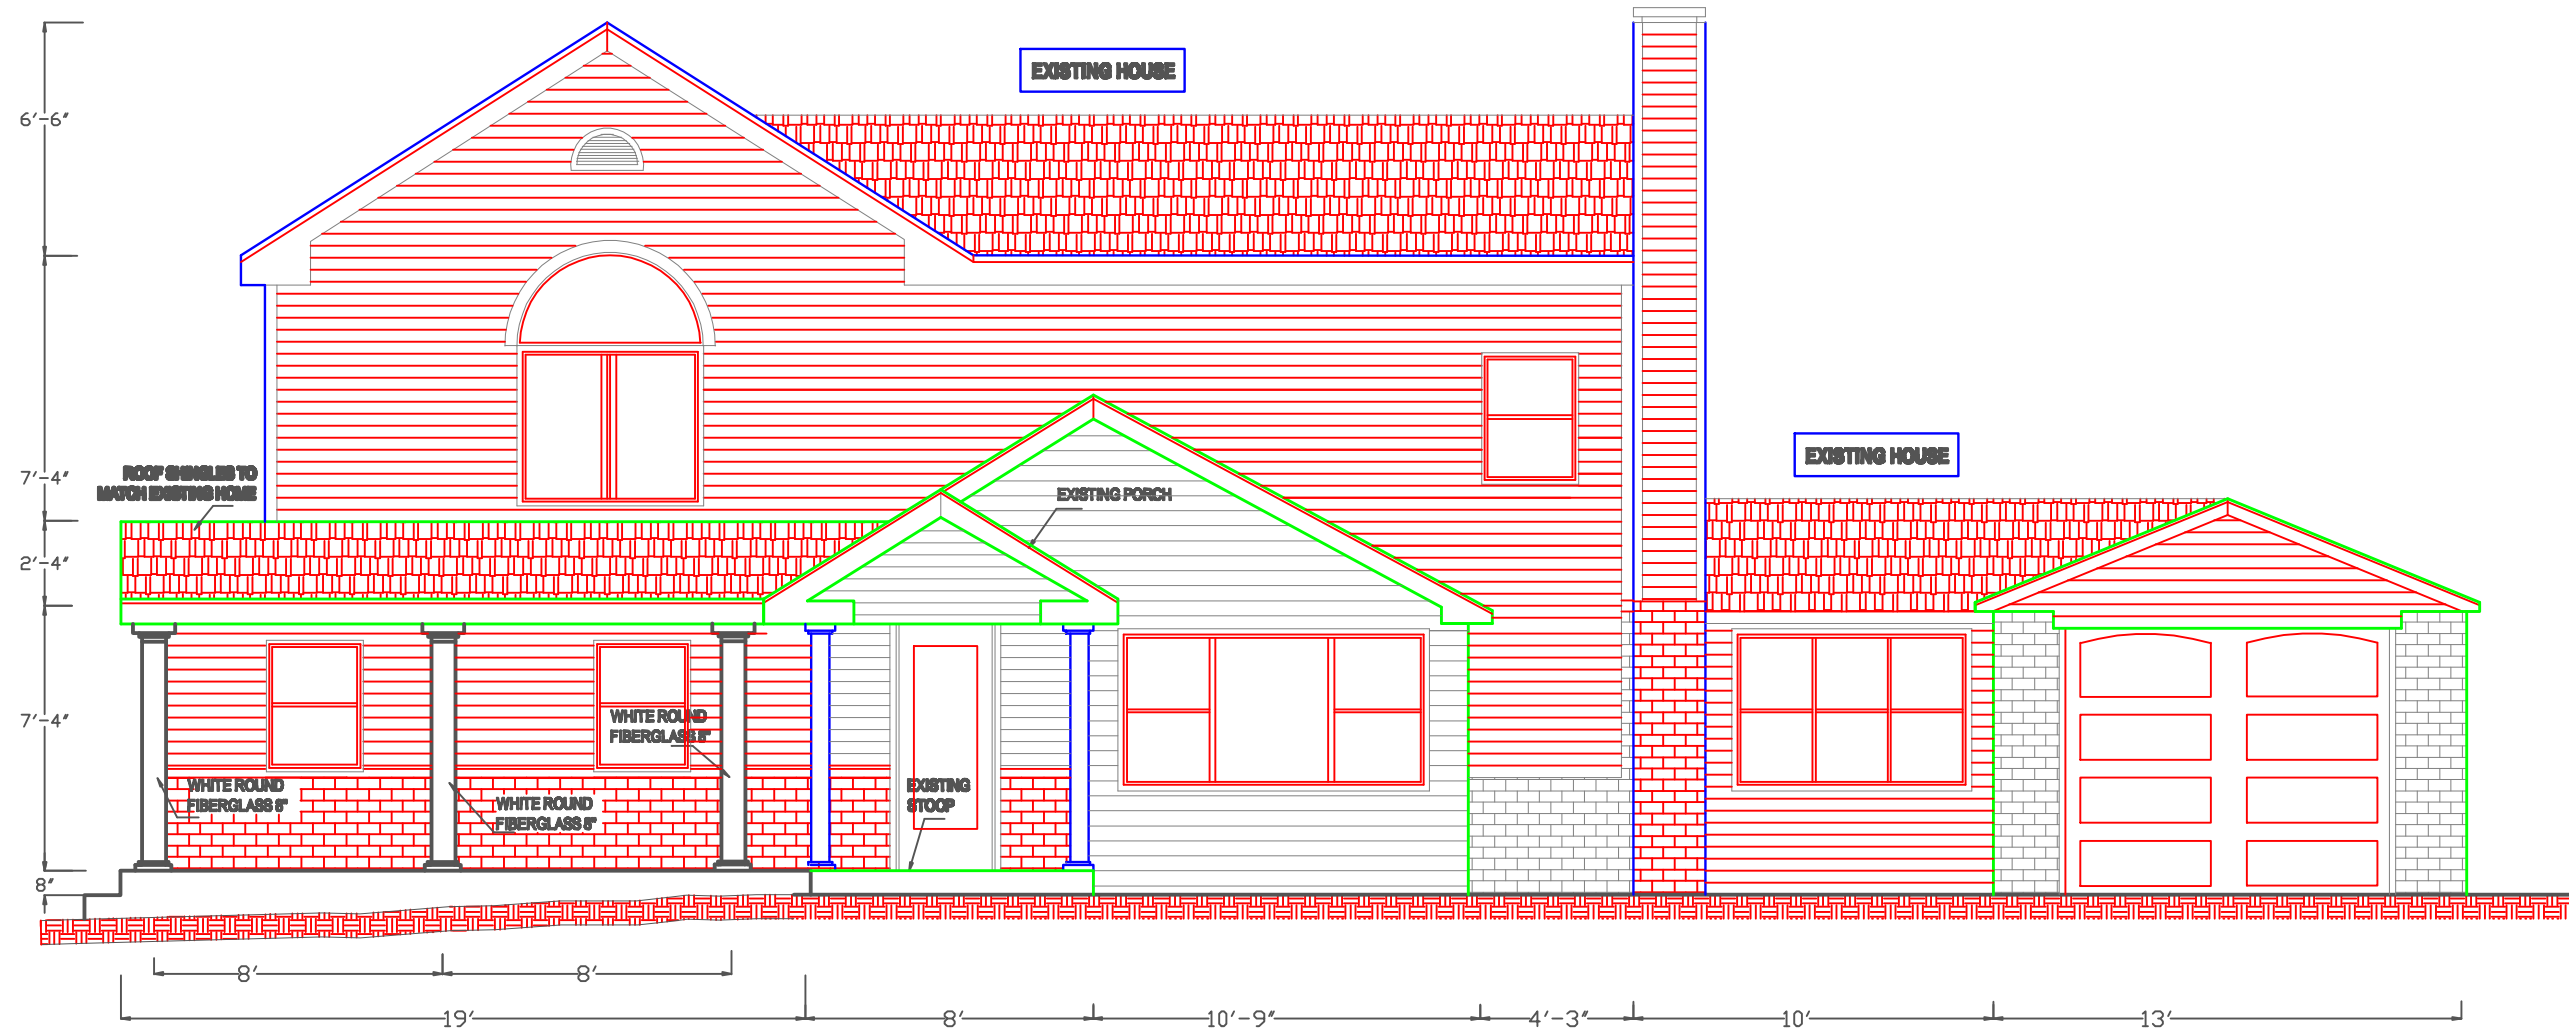 EXISTING HOUSE
6'-6"
EXISTING HOUSE
ROOF SHINGLES TO
MATCH EXISTING HOME
7'-4"
EXISTING PORCH
2'-4"
7'-4"
WHITE ROUND
FIBERGLASS 8"
WHITE ROUND
FIBERGLASS 8"
WHITE ROUND
FIBERGLASS 8"
EXISTING
STOOP
8"
8'
8'
19'
8'
10'-9"
4'-3"
10'
13'